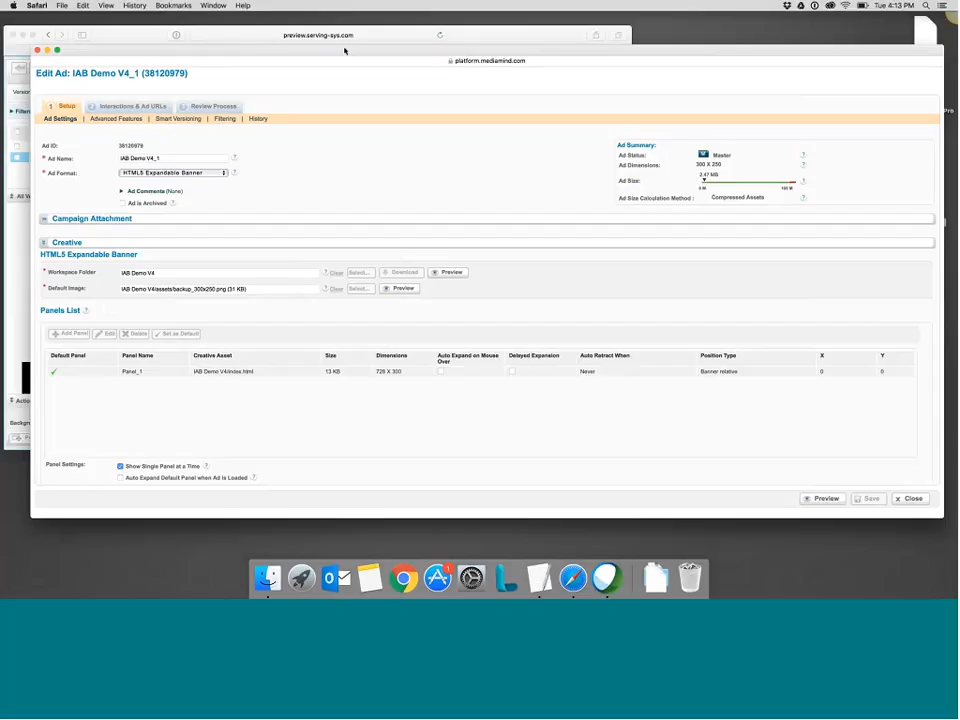 Safari File Edit View History Bookmarks Window Help Tue 4:13 PM
preview.serving-sys.com
platform.mediamind.com
Edit Ad: IAB Demo V4_1 (38120979)
1 Setup 2 Interactions & Ad URLs 3 Review Process
Ad Settings | Advanced Features | Smart Versioning | Filtering | History
Ad ID: 38120979
* Ad Name: IAB Demo V4_1 ?
* Ad Format: HTML5 Expandable Banner ?
Ad Comments (None)
Ad is Archived ?
Ad Summary:
Ad Status: Master ?
Ad Dimensions: 300 X 250 ?
2.47 MB
Ad Size: ?
Ad Size Calculation Method : Compressed Assets ?
Campaign Attachment
Creative
HTML5 Expandable Banner
* Workspace Folder IAB Demo V4 ? Clear Select... Download Preview
* Default Image: IAB Demo V4/assets/backup_300x250.png (31 KB) ? Clear Select... Preview
Panels List ?
Add Panel Edit Delete Set as Default
Default Panel Panel Name Creative Asset Size Dimensions Auto Expand on Mouse Over Delayed Expansion Auto Retract When Position Type X Y
Panel_1 IAB Demo V4/index.html 13 KB 728 X 300 Never Banner relative 0 0
Panel Settings: Show Single Panel at a Time ?
Auto Expand Default Panel when Ad is Loaded ?
Preview Save x Close
Version
Filter
All V
Actio
Backgr
Pro
1